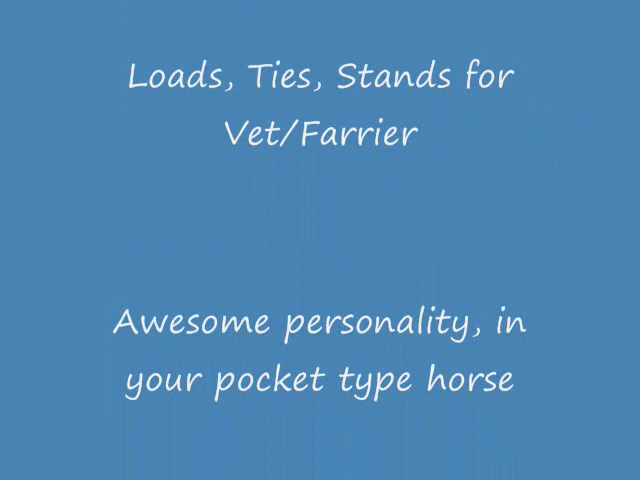 Loads, Ties, Stands for
Vet/Farrier
Awesome personality, in
your pocket type horse